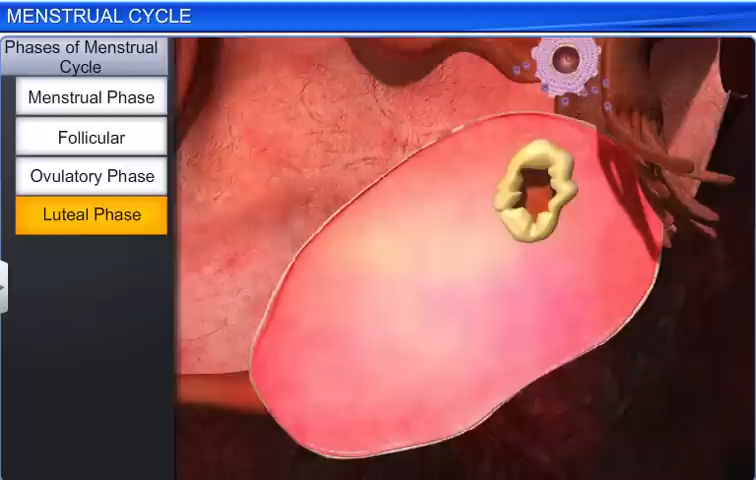 MENSTRUAL CYCLE
Phases of Menstrual
Cycle
Menstrual Phase
Follicular
Ovulatory Phase
Luteal Phase